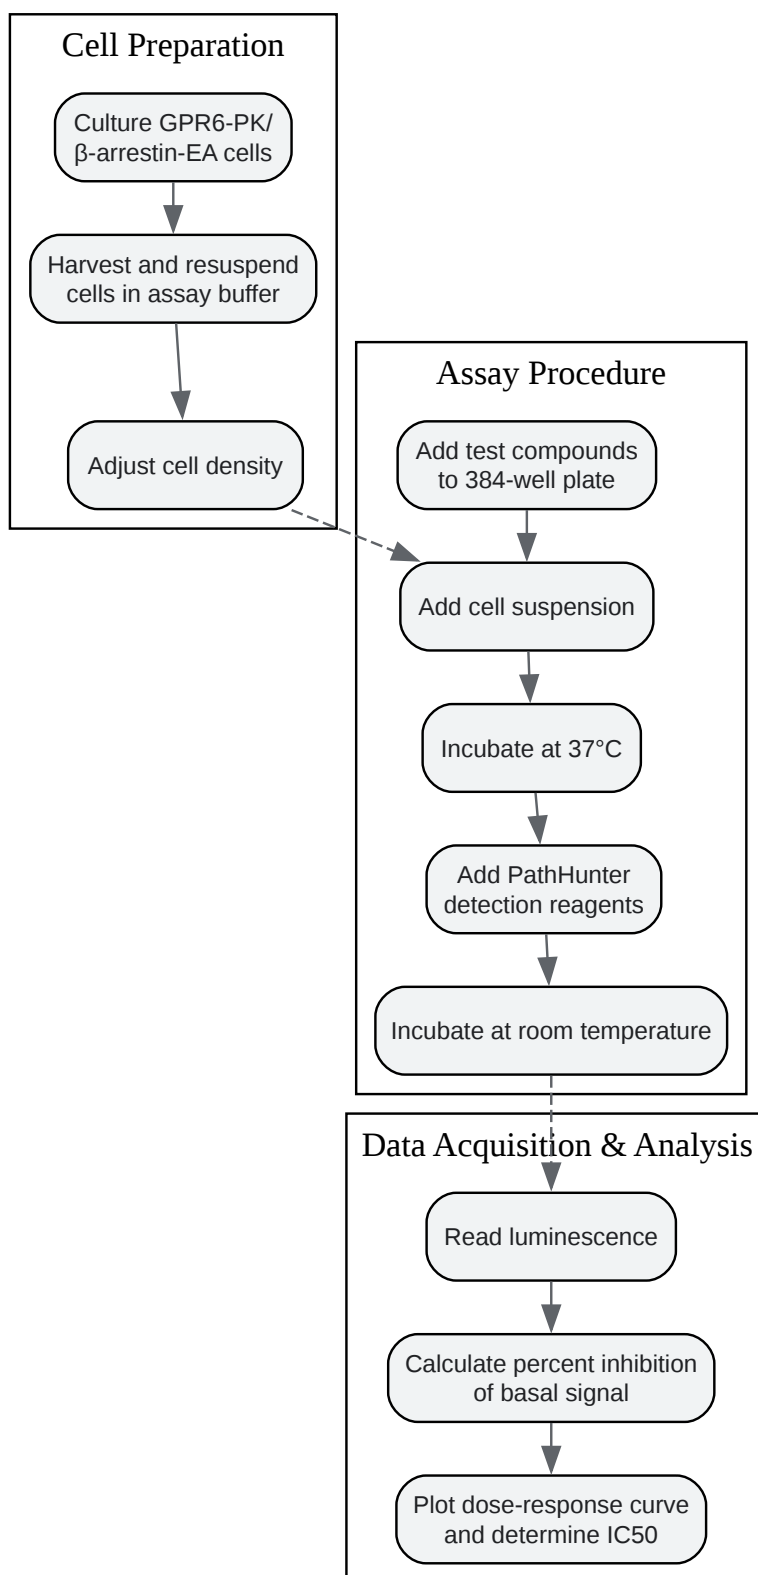 Cell Preparation
Culture GPR6-PK/
β-arrestin-EA cells
Harvest and resuspend
cells in assay buffer
Adjust cell density
Assay Procedure
Add test compounds
to 384-well plate
Add cell suspension
Incubate at 37°C
Add PathHunter
detection reagents
Incubate at room temperature
Data Acquisition & Analysis
Read luminescence
Calculate percent inhibition
of basal signal
Plot dose-response curve
and determine IC50